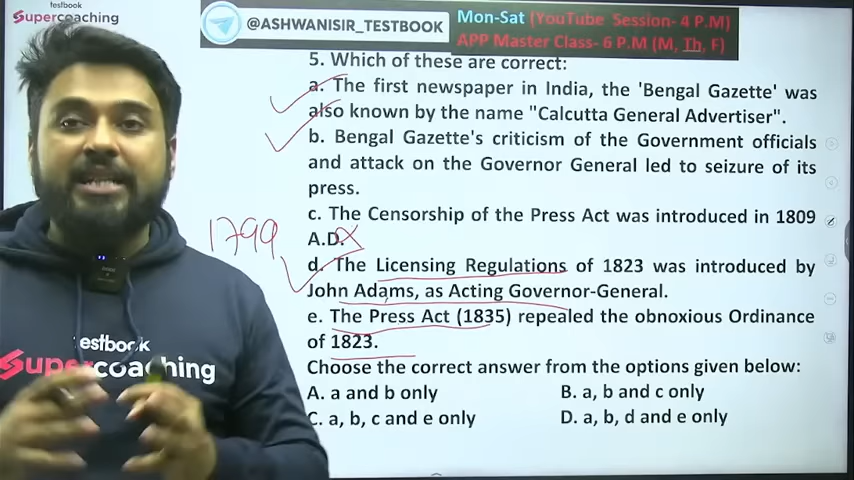 testbook
Supercoaching
@ASHWANISIR_TESTBOOK
Mon-Sat (YouTube Session- 4 P.M)
APP Master Class- 6 P.M (M, Th, F)
5. Which of these are correct:
a. The first newspaper in India, the 'Bengal Gazette' was
also known by the name "Calcutta General Advertiser".
b. Bengal Gazette's criticism of the Government officials
and attack on the Governor General led to seizure of its
press.
c. The Censorship of the Press Act was introduced in 1809
A.D.
1799
d. The Licensing Regulations of 1823 was introduced by
John Adams, as Acting Governor-General.
e. The Press Act (1835) repealed the obnoxious Ordinance
of 1823.
Choose the correct answer from the options given below:
A. a and b only
B. a, b and c only
C. a, b, c and e only
D. a, b, d and e only
estbook
Supercoaching